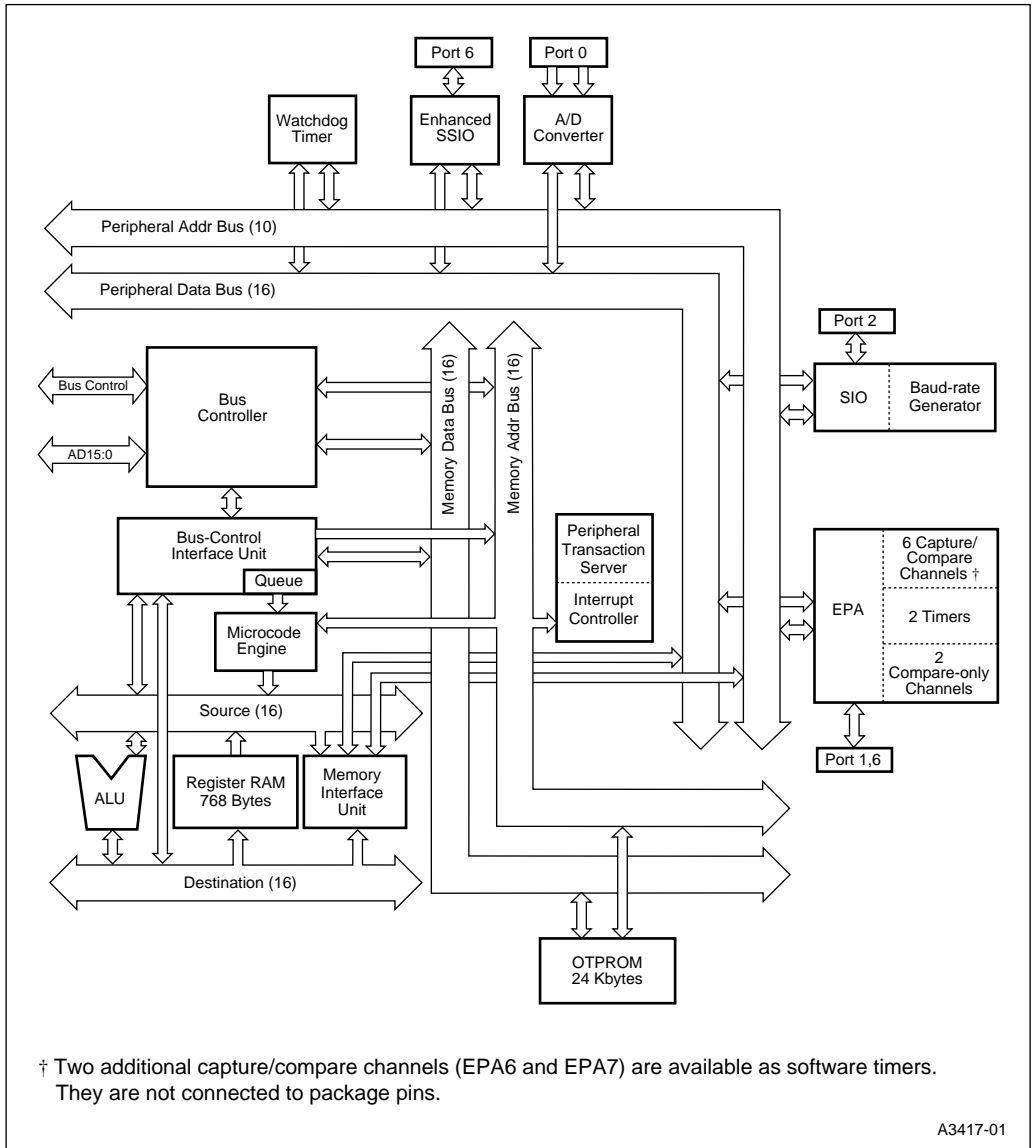 Port 6
Port 0
Watchdog
Timer
Enhanced
SSIO
A/D
Converter
Peripheral Addr Bus (10)
Peripheral Data Bus (16)
Port 2
SIO
Baud-rate
Generator
Bus Control
Bus
Controller
AD15:0
Memory Data Bus (16)
Memory Addr Bus (16)
Bus-Control
Interface Unit
Queue
Peripheral
Transaction
Server
Interrupt
Controller
Microcode
Engine
EPA
6 Capture/
Compare
Channels †
2 Timers
2
Compare-only
Channels
Port 1,6
Source (16)
ALU
Register RAM
768 Bytes
Memory
Interface
Unit
Destination (16)
OTPROM
24 Kbytes
† Two additional capture/compare channels (EPA6 and EPA7) are available as software timers.
They are not connected to package pins.
A3417-01